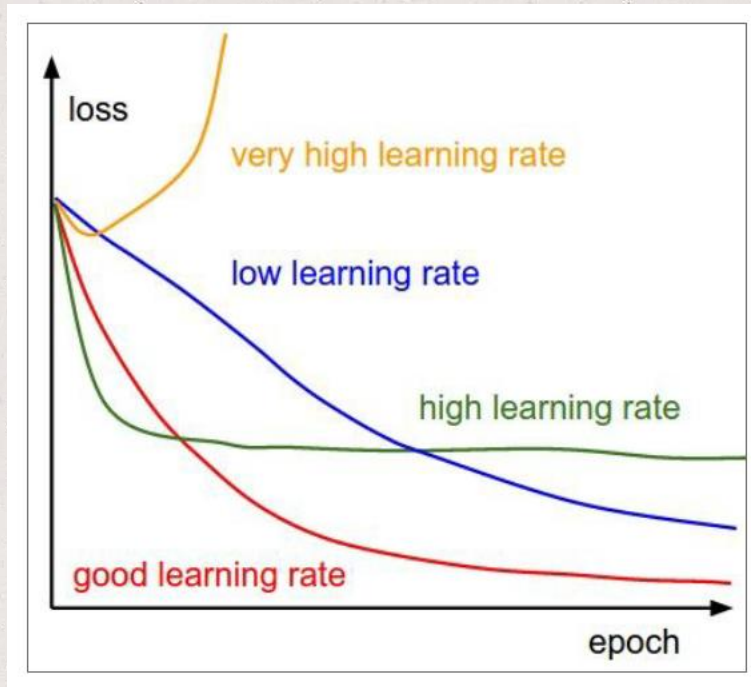 loss
very high learning rate
low learning rate
high learning rate
good learning rate
epoch